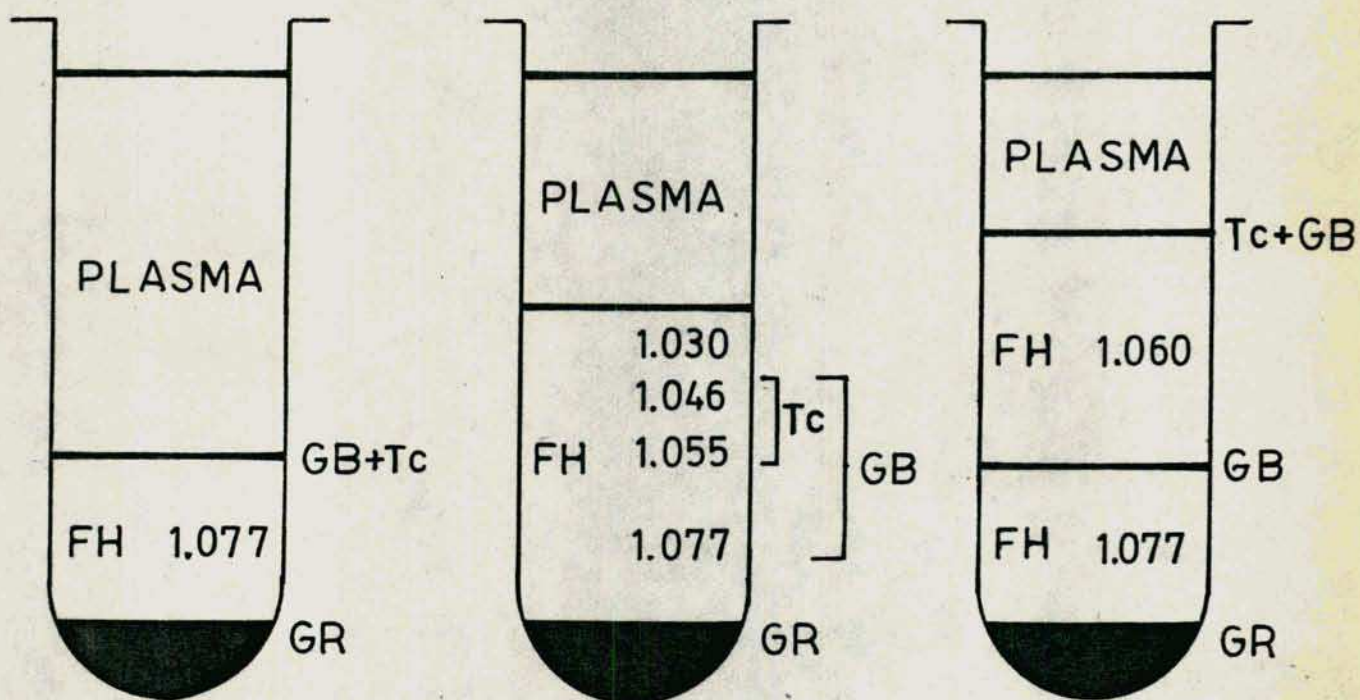 PLASMA
GB+Tc
FH 1.077
GR
PLASMA
1.030
1.046
Tc
FH 1.055
GB
1.077
GR
PLASMA
Tc+GB
FH 1.060
GB
FH 1.077
GR